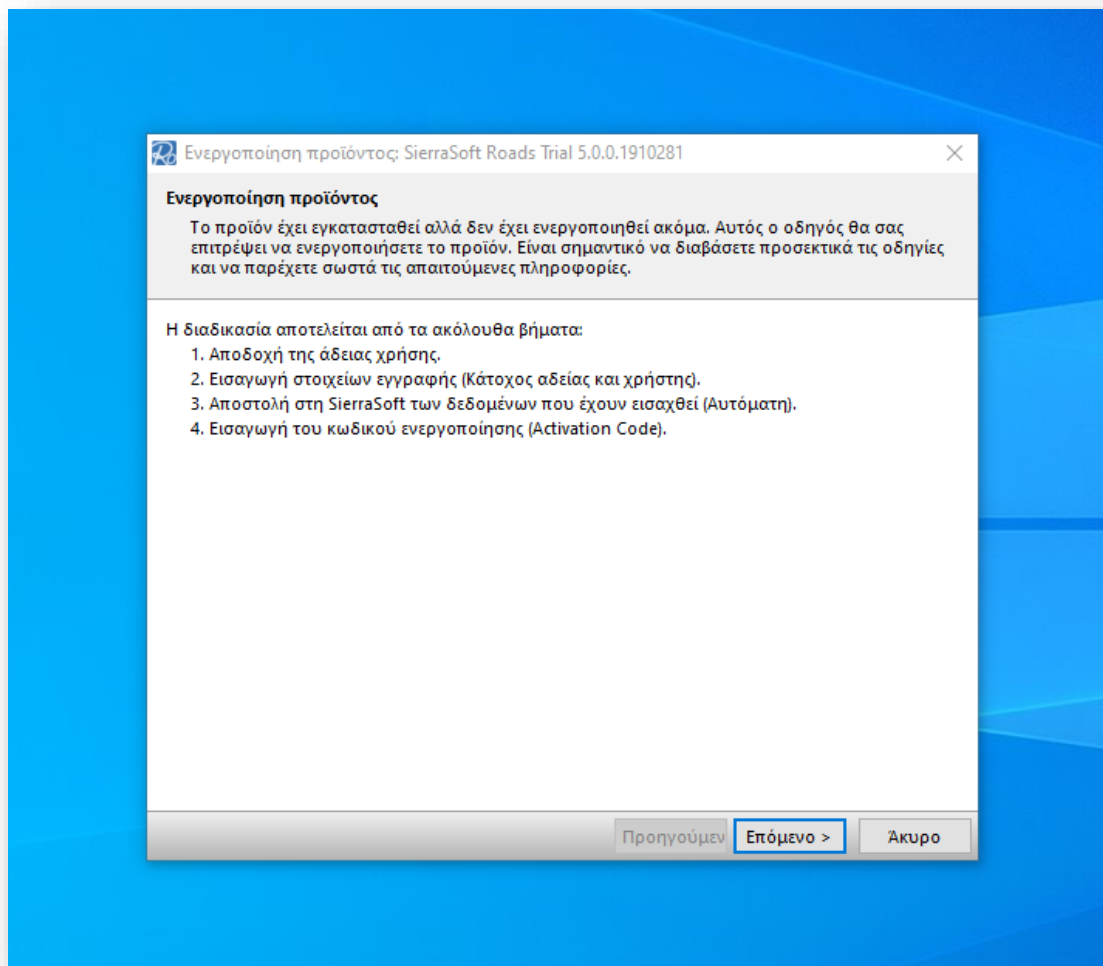 Ενεργοποίηση προϊόντος: SierraSoft Roads Trial 5.0.0.1910281
Ενεργοποίηση προϊόντος
Το προϊόν έχει εγκατασταθεί αλλά δεν έχει ενεργοποιηθεί ακόμα. Αυτός ο οδηγός θα σας
επιτρέψει να ενεργοποιήσετε το προϊόν. Είναι σημαντικό να διαβάσετε προσεκτικά τις οδηγίες
και να παρέχετε σωστά τις απαιτούμενες πληροφορίες.
Η διαδικασία αποτελείται από τα ακόλουθα βήματα:
1. Αποδοχή της άδειας χρήσης.
2. Εισαγωγή στοιχείων εγγραφής (Κάτοχος αδείας και χρήστης).
3. Αποστολή στη SierraSoft των δεδομένων που έχουν εισαχθεί (Αυτόματη).
4. Εισαγωγή του κωδικού ενεργοποίησης (Activation Code).
Προηγούμεν Επόμενο > Άκυρο